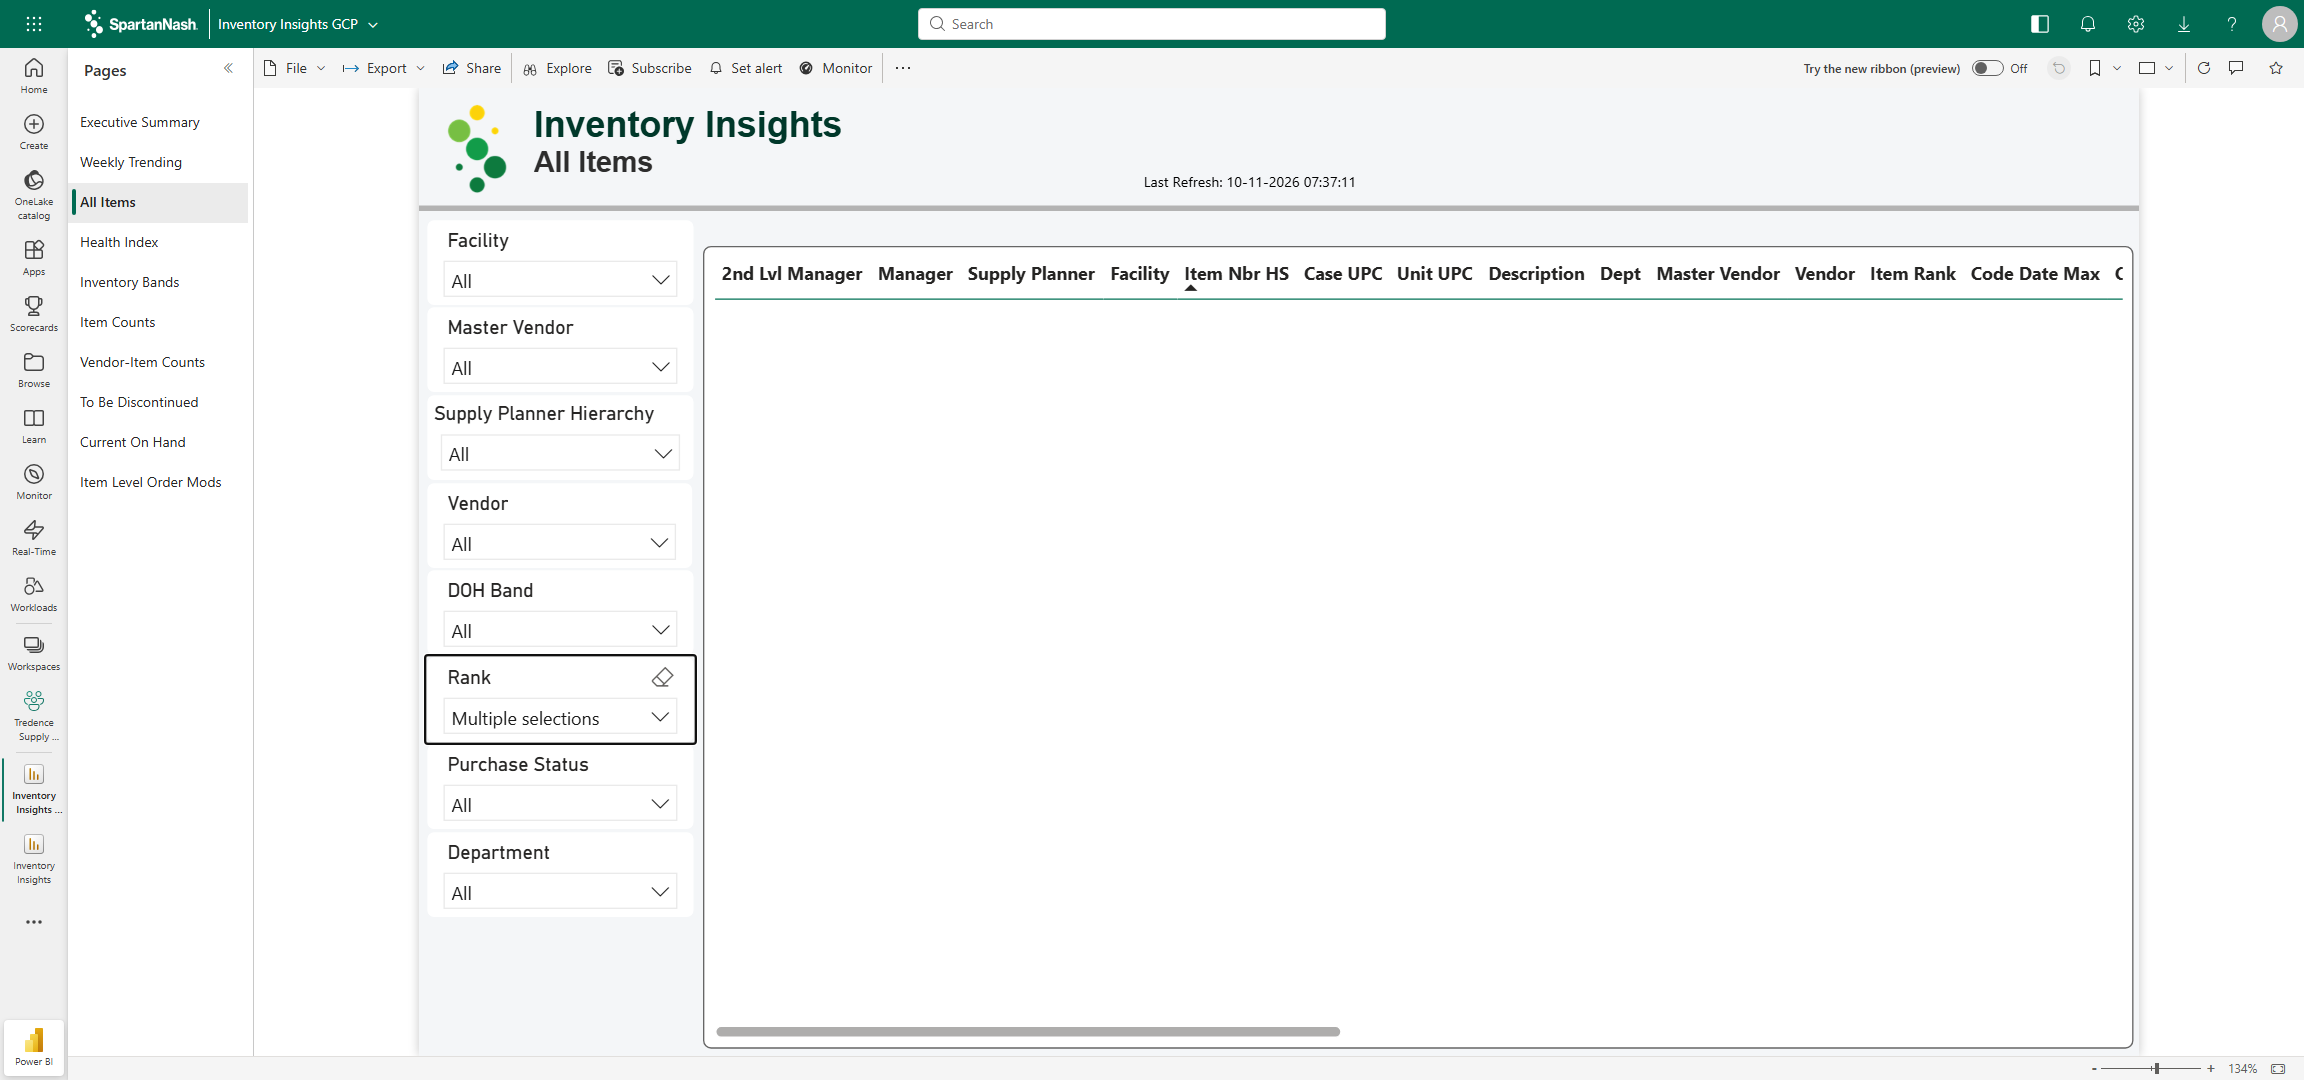 SpartanNash
Inventory Insights GCP
Search
Home
Create
OneLake
catalog
Apps
Scorecards
Browse
Learn
Monitor
Real-Time
Workloads
Workspaces
Tredence
Supply ...
Inventory
Insights ...
Inventory
Insights
Power BI
Pages
Executive Summary
Weekly Trending
All Items
Health Index
Inventory Bands
Item Counts
Vendor-Item Counts
To Be Discontinued
Current On Hand
Item Level Order Mods
File Export Share Explore Subscribe Set alert Monitor
Try the new ribbon (preview) Off
Inventory Insights
All Items
Last Refresh: 10-11-2026 07:37:11
Facility
All
Master Vendor
All
Supply Planner Hierarchy
All
Vendor
All
DOH Band
All
Rank
Multiple selections
Purchase Status
All
Department
All
2nd Lvl Manager Manager Supply Planner Facility Item Nbr HS Case UPC Unit UPC Description Dept Master Vendor Vendor Item Rank Code Date Max
- + 134%